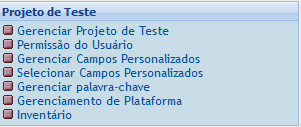 Projeto de Teste
Gerenciar Projeto de Teste
Permissão do Usuário
Gerenciar Campos Personalizados
Selecionar Campos Personalizados
Gerenciar palavra-chave
Gerenciamento de Plataforma
Inventário